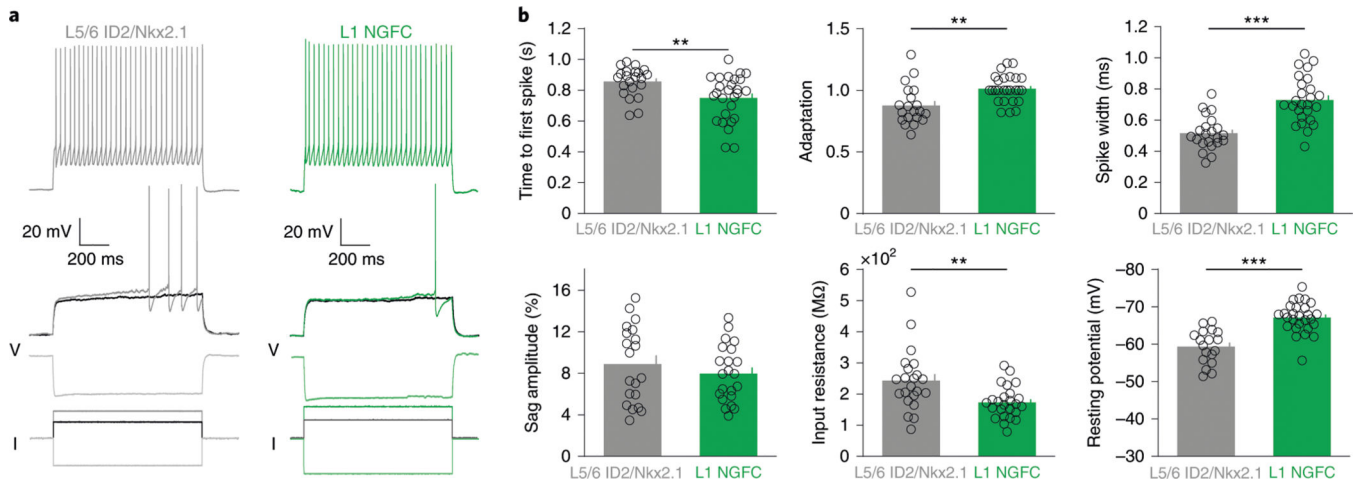 a
L5/6 ID2/Nkx2.1
L1 NGFC
20 mV
200 ms
20 mV
200 ms
V
V
I
I
b
**
Time to first spike (s)
1.2
1.0
0.8
0.6
0.4
0.2
0
L5/6 ID2/Nkx2.1
L1 NGFC
**
Adaptation
1.5
1.0
0.5
0
L5/6 ID2/Nkx2.1
L1 NGFC
***
Spike width (ms)
1.2
1.0
0.8
0.6
0.4
0.2
0
L5/6 ID2/Nkx2.1
L1 NGFC
Sag amplitude (%)
16
12
8
4
0
L5/6 ID2/Nkx2.1
L1 NGFC
×10²
**
Input resistance (MΩ)
6
5
4
3
2
1
0
L5/6 ID2/Nkx2.1
L1 NGFC
***
Resting potential (mV)
–80
–70
–60
–50
–40
–30
L5/6 ID2/Nkx2.1
L1 NGFC